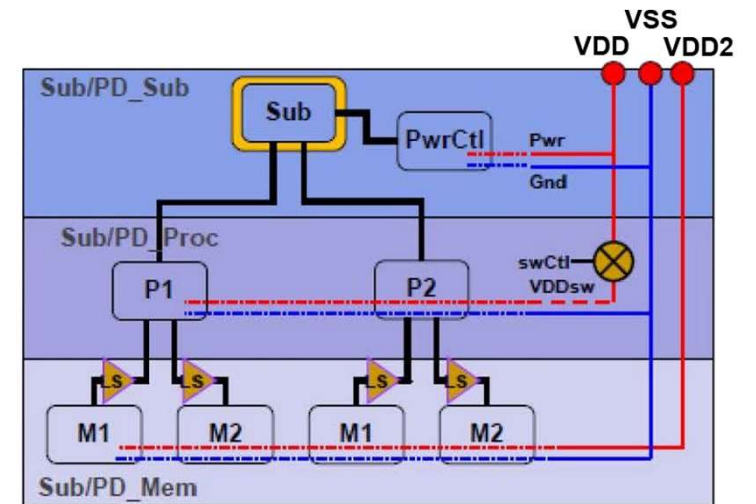 VSS
VDD VDD2
Sub/PD_Sub
Sub
PwrCtl
Pwr
Gnd
Sub/PD_Proc
swCtl
VDDsw
P1
P2
LS LS LS LS
M1 M2 M1 M2
Sub/PD_Mem